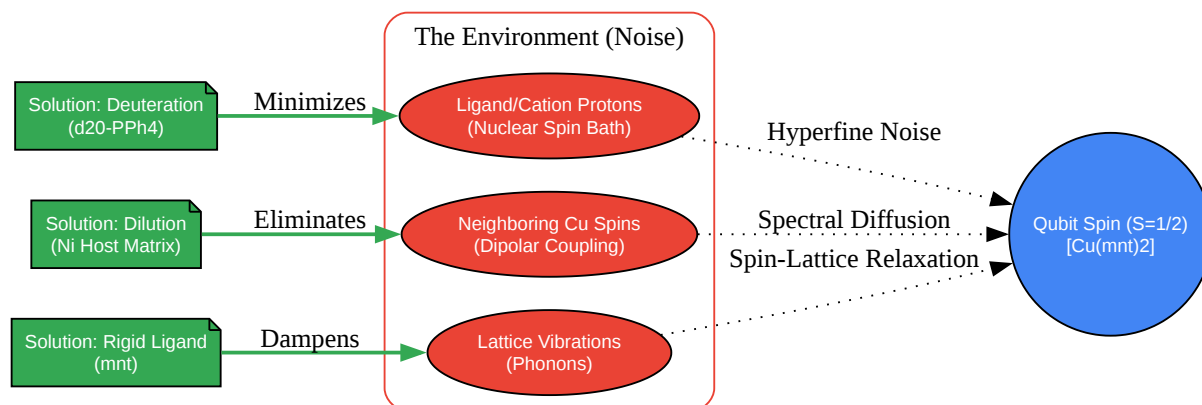 The Environment (Noise)
Solution: Deuteration
(d20-PPh4)
Minimizes
Ligand/Cation Protons
(Nuclear Spin Bath)
Hyperfine Noise
Solution: Dilution
(Ni Host Matrix)
Eliminates
Neighboring Cu Spins
(Dipolar Coupling)
Spectral Diffusion
Qubit Spin (S=1/2)
[Cu(mnt)2]
Spin-Lattice Relaxation
Solution: Rigid Ligand
(mnt)
Dampens
Lattice Vibrations
(Phonons)